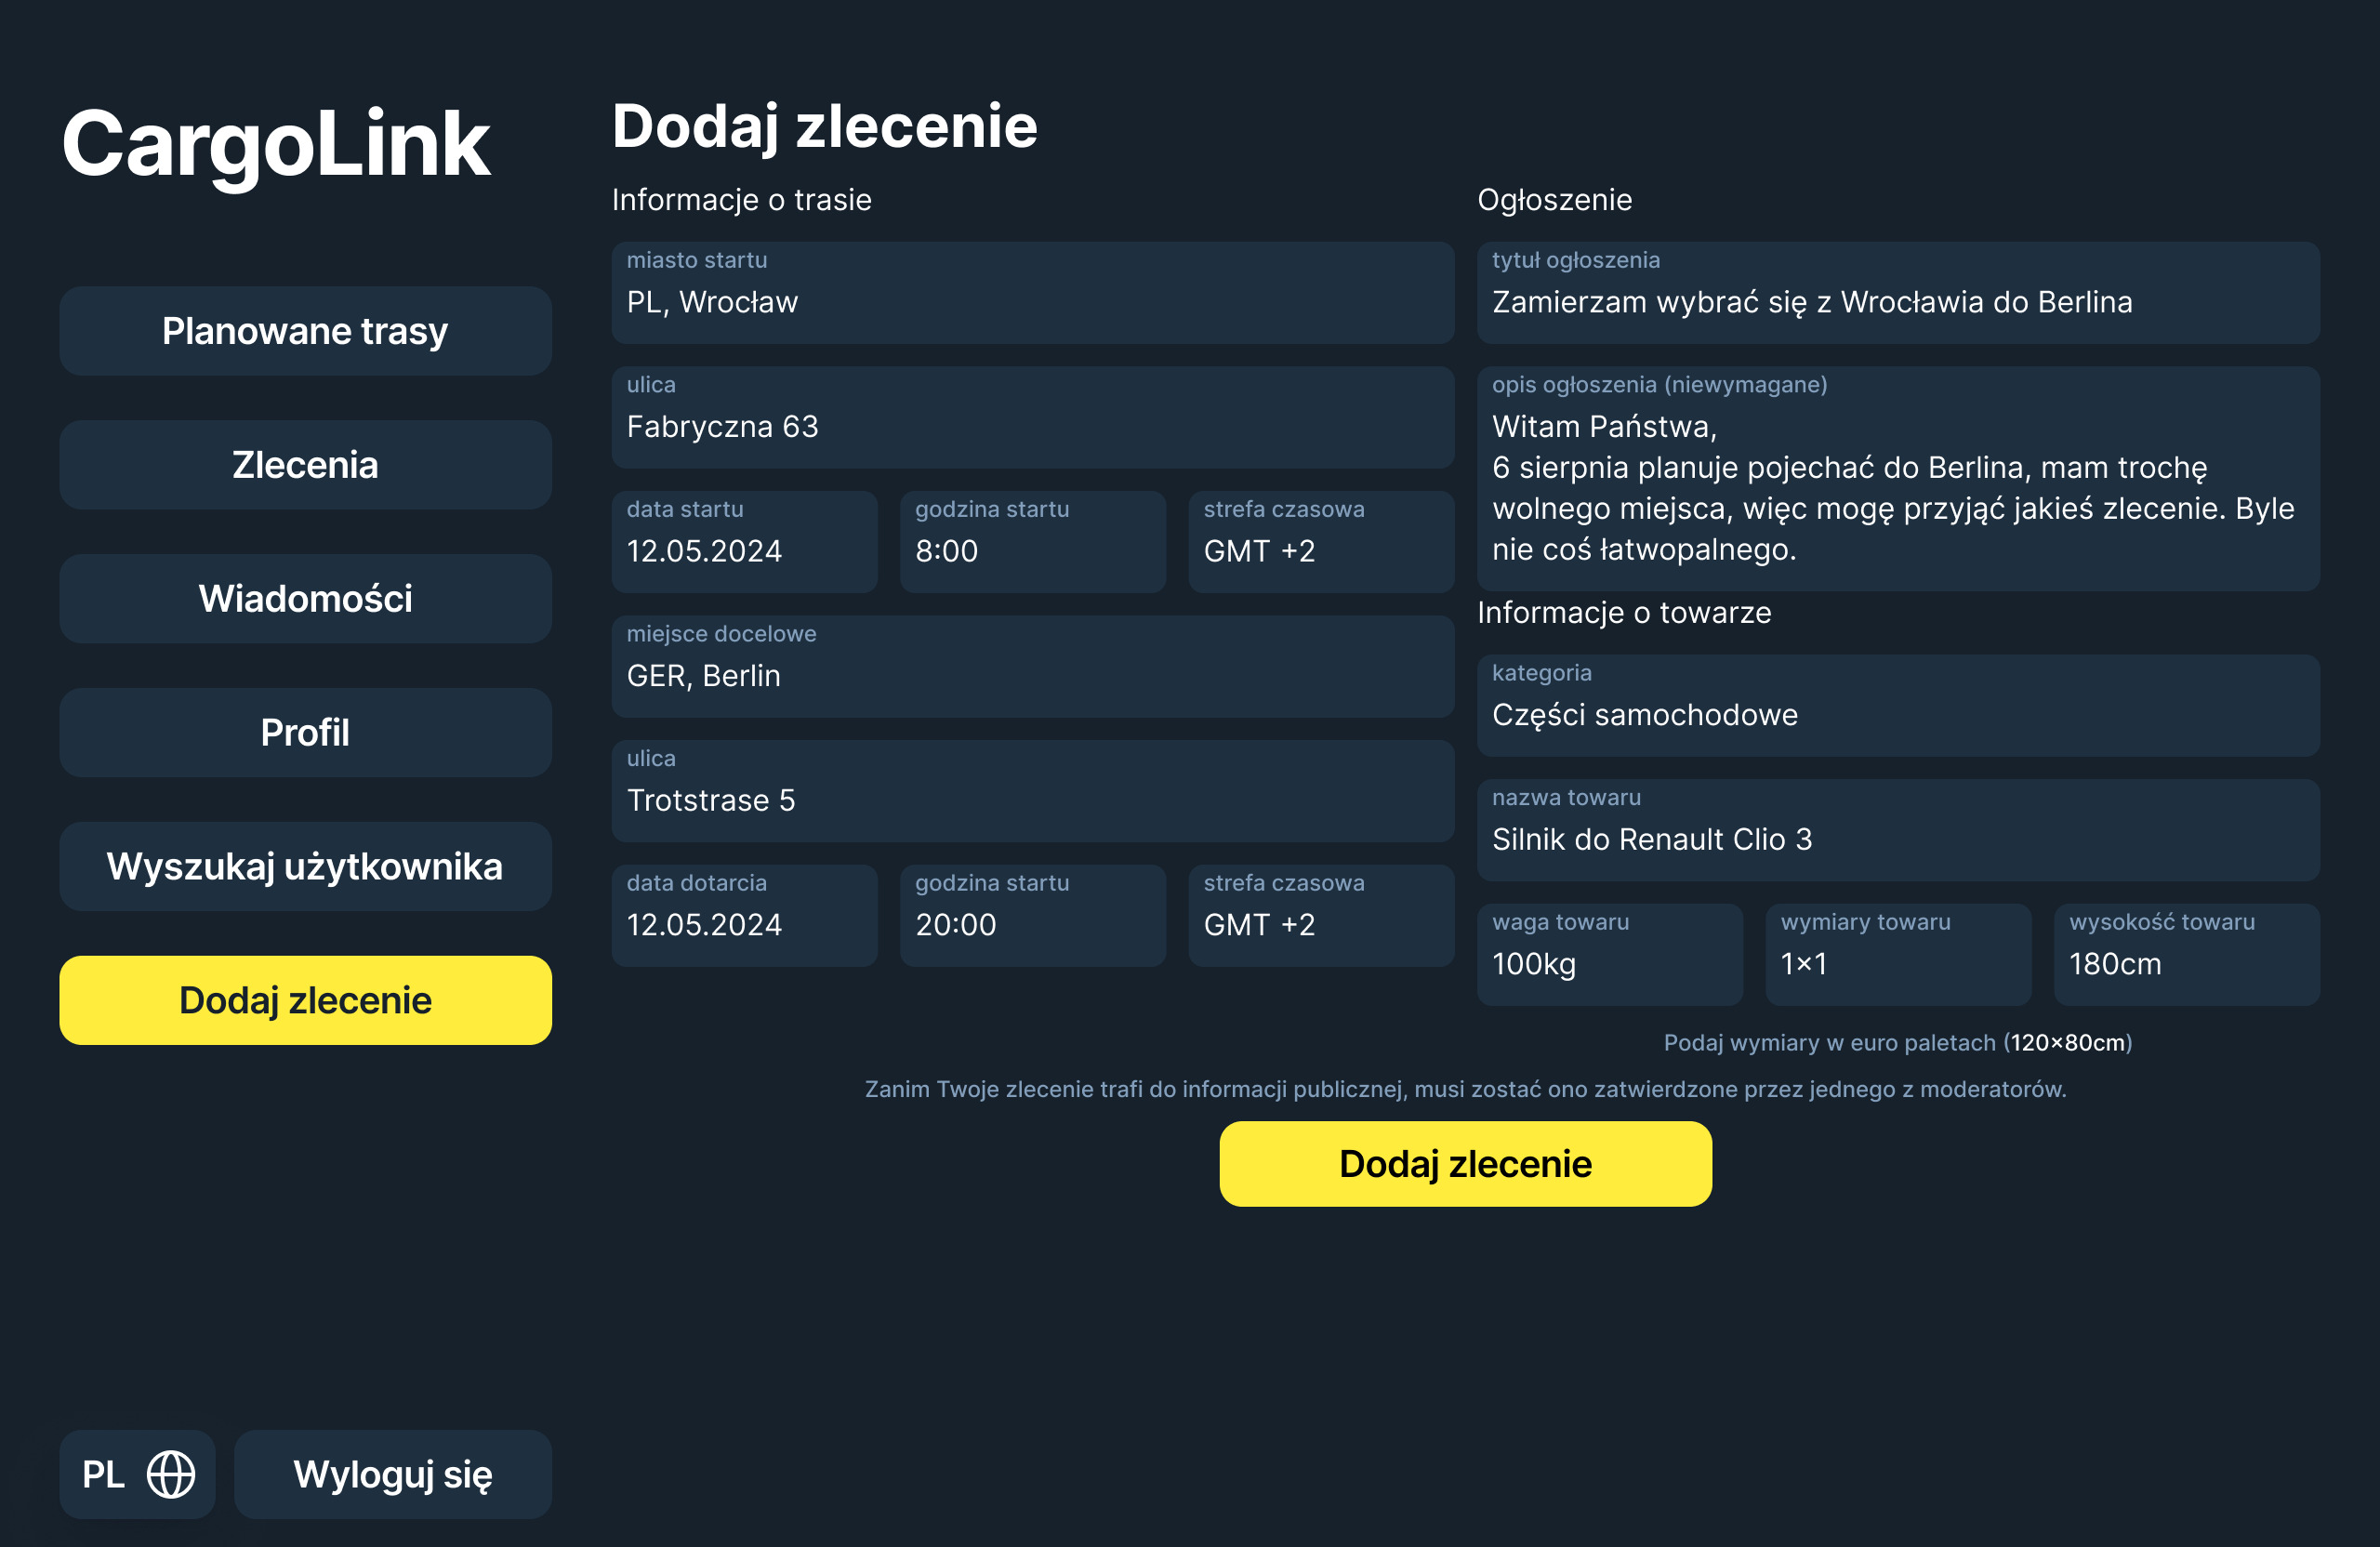 CargoLink
Planowane trasy
Zlecenia
Wiadomości
Profil
Wyszukaj użytkownika
Dodaj zlecenie
PL
Wyloguj się
Dodaj zlecenie
Informacje o trasie
miasto startu
PL, Wrocław
ulica
Fabryczna 63
data startu
12.05.2024
godzina startu
8:00
strefa czasowa
GMT +2
miejsce docelowe
GER, Berlin
ulica
Trotstrase 5
data dotarcia
12.05.2024
godzina startu
20:00
strefa czasowa
GMT +2
Ogłoszenie
tytuł ogłoszenia
Zamierzam wybrać się z Wrocławia do Berlina
opis ogłoszenia (niewymagane)
Witam Państwa,
6 sierpnia planuje pojechać do Berlina, mam trochę
wolnego miejsca, więc mogę przyjąć jakieś zlecenie. Byle
nie coś łatwopalnego.
Informacje o towarze
kategoria
Części samochodowe
nazwa towaru
Silnik do Renault Clio 3
waga towaru
100kg
wymiary towaru
1×1
wysokość towaru
180cm
Podaj wymiary w euro paletach (120×80cm)
Zanim Twoje zlecenie trafi do informacji publicznej, musi zostać ono zatwierdzone przez jednego z moderatorów.
Dodaj zlecenie